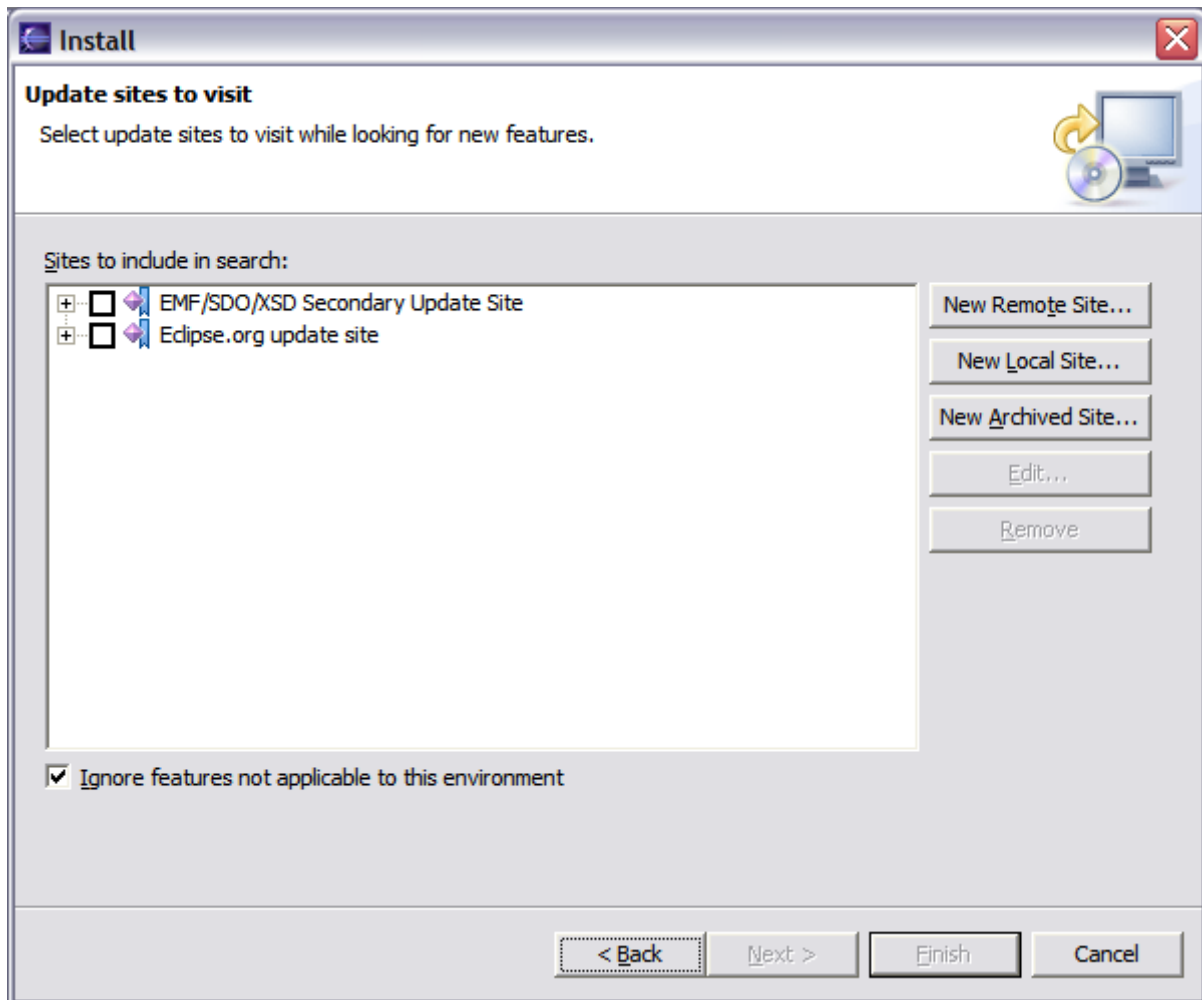 Install
Update sites to visit
Select update sites to visit while looking for new features.
Sites to include in search:
EMF/SDO/XSD Secondary Update Site
Eclipse.org update site
New Remote Site...
New Local Site...
New Archived Site...
Edit...
Remove
Ignore features not applicable to this environment
< Back
Next >
Finish
Cancel